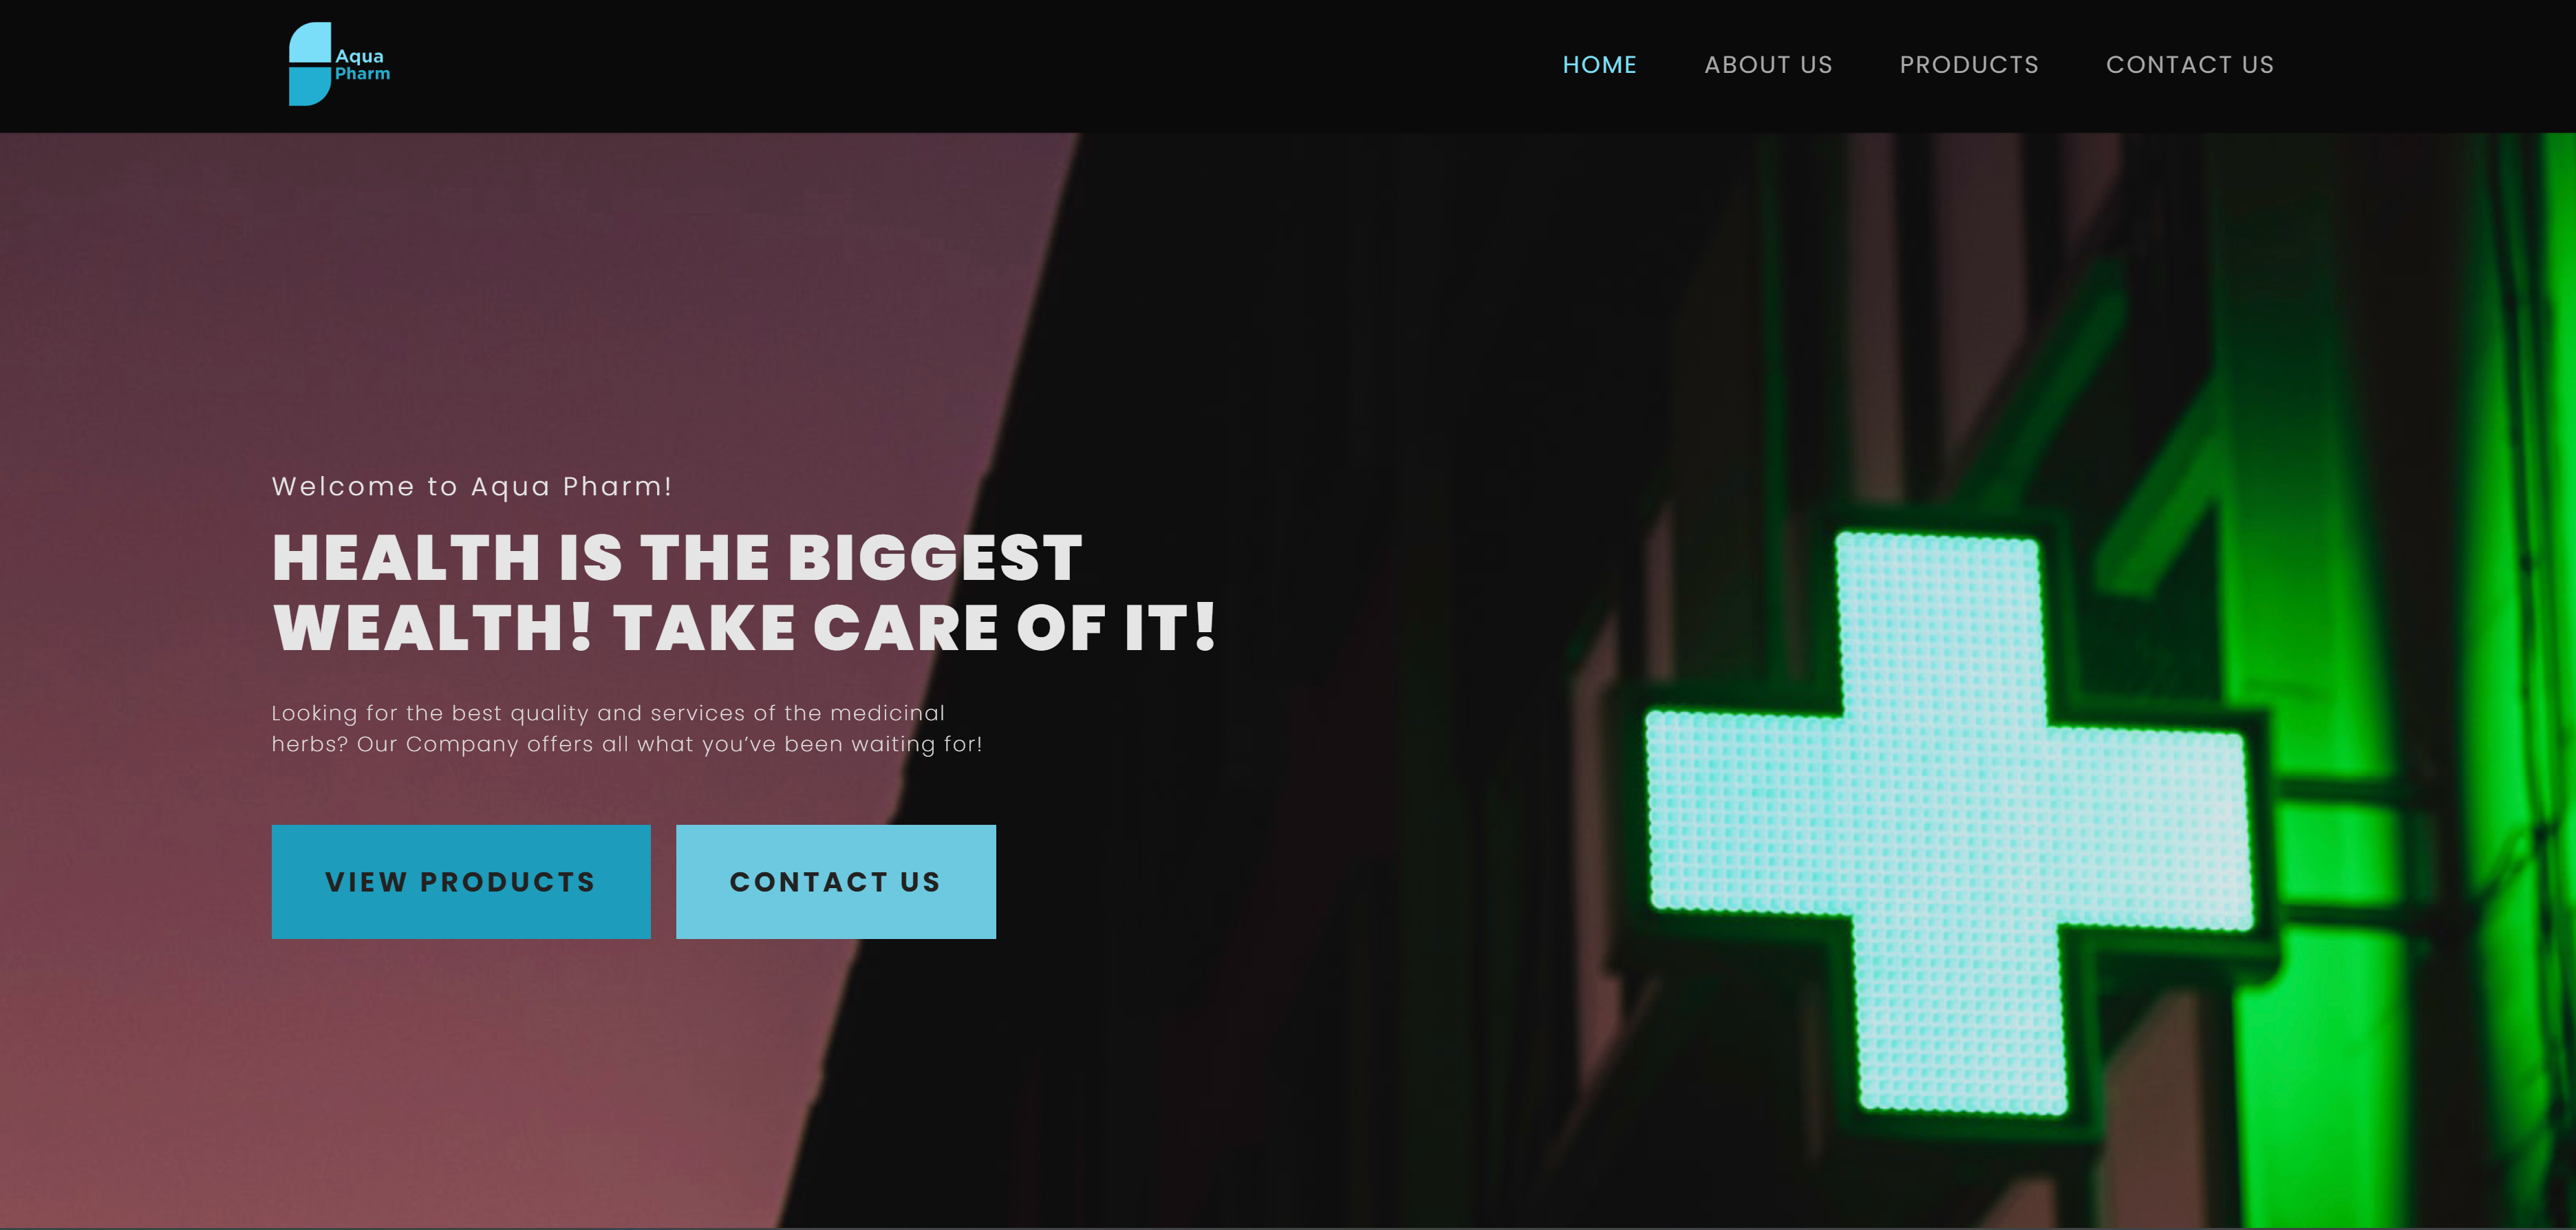 Aqua
Pharm
HOME ABOUT US PRODUCTS CONTACT US
Welcome to Aqua Pharm!
HEALTH IS THE BIGGEST
WEALTH! TAKE CARE OF IT!
Looking for the best quality and services of the medicinal
herbs? Our Company offers all what you’ve been waiting for!
VIEW PRODUCTS CONTACT US